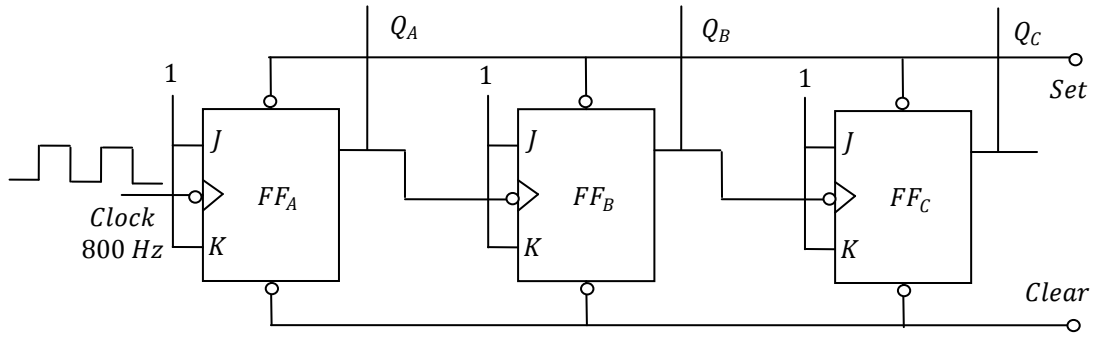 Q_A
Q_B
Q_C
1
1
1
Set
J
J
J
FF_A
FF_B
FF_C
Clock
800 Hz
K
K
K
Clear